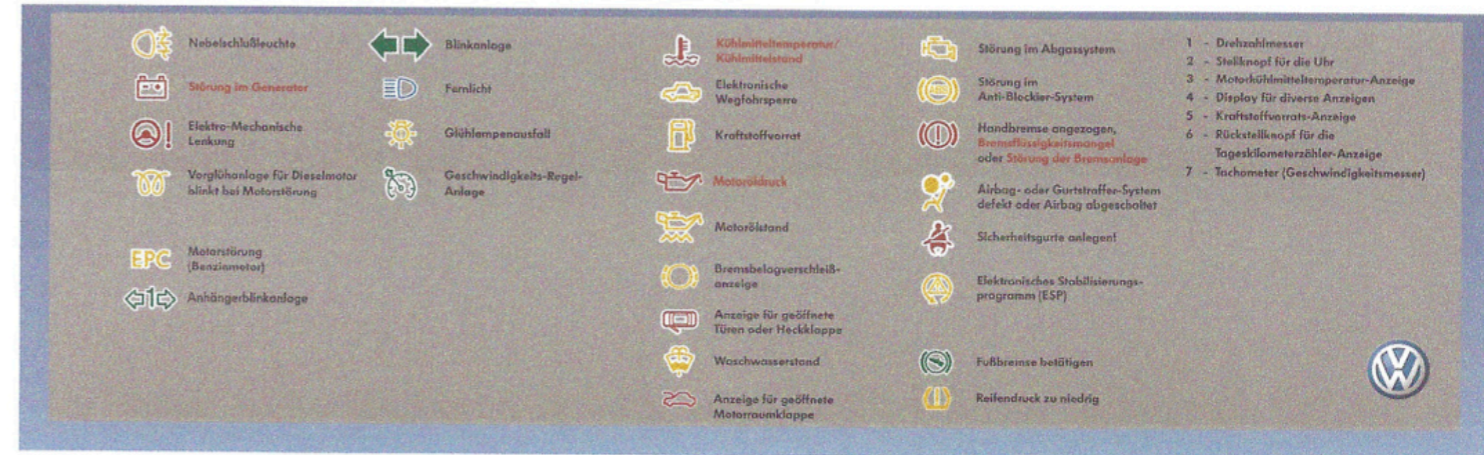 Nebelschlußleuchte
Störung im Generator
Elektro-Mechanische
Lenkung
Vorglühanlage für Dieselmotor
blinkt bei Motorstörung
EPC
Motorstörung
(Benzinmotor)
1
Anhängerblinkanlage
Blinkanlage
Fernlicht
Glühlampenausfall
Geschwindigkeits-Regel-
Anlage
Kühlmitteltemperatur/
Kühlmittelstand
Elektronische
Wegfahrsperre
Kraftstoffvorrat
Motoröldruck
Motorölstand
Bremsbelagverschleiß-
anzeige
Anzeige für geöffnete
Türen oder Heckklappe
Waschwasserstand
Anzeige für geöffnete
Motorraumklappe
Störung im Abgassystem
ABS
Störung im
Anti-Blockier-System
Handbremse angezogen,
Bremsflüssigkeitsmangel
oder Störung der Bremsanlage
Airbag- oder Gurtstraffer-System
defekt oder Airbag abgeschaltet
Sicherheitsgurte anlegen!
Elektronisches Stabilisierungs-
programm (ESP)
Fußbremse betätigen
Reifendruck zu niedrig
1 - Drehzahlmesser
2 - Stellknopf für die Uhr
3 - Motorkühlmitteltemperatur-Anzeige
4 - Display für diverse Anzeigen
5 - Kraftstoffvorrats-Anzeige
6 - Rückstellknopf für die
Tageskilometerzähler-Anzeige
7 - Tachometer (Geschwindigkeitsmesser)
VW